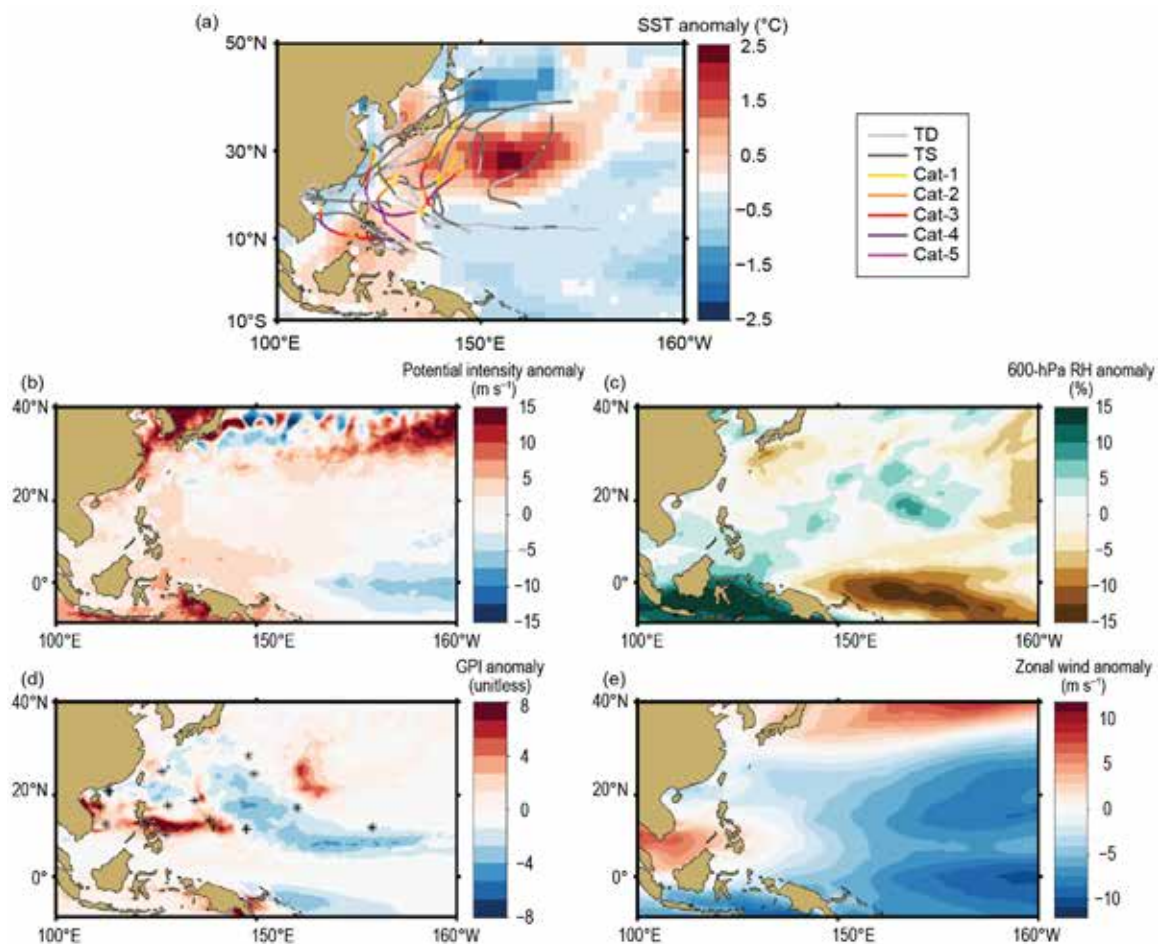 (a)
SST anomaly (°C)
50°N
30°N
10°N
10°S
100°E
150°E
160°W
2.5
1.5
0.5
−0.5
−1.5
−2.5
TD
TS
Cat-1
Cat-2
Cat-3
Cat-4
Cat-5
(b)
Potential intensity anomaly
(m s⁻¹)
40°N
20°N
0°
100°E
150°E
160°W
15
10
5
0
−5
−10
−15
(c)
600-hPa RH anomaly
(%)
40°N
20°N
0°
100°E
150°E
160°W
15
10
5
0
−5
−10
−15
(d)
GPI anomaly
(unitless)
40°N
20°N
0°
100°E
150°E
160°W
8
4
0
−4
−8
(e)
Zonal wind anomaly
(m s⁻¹)
40°N
20°N
0°
100°E
150°E
160°W
10
5
0
−5
−10